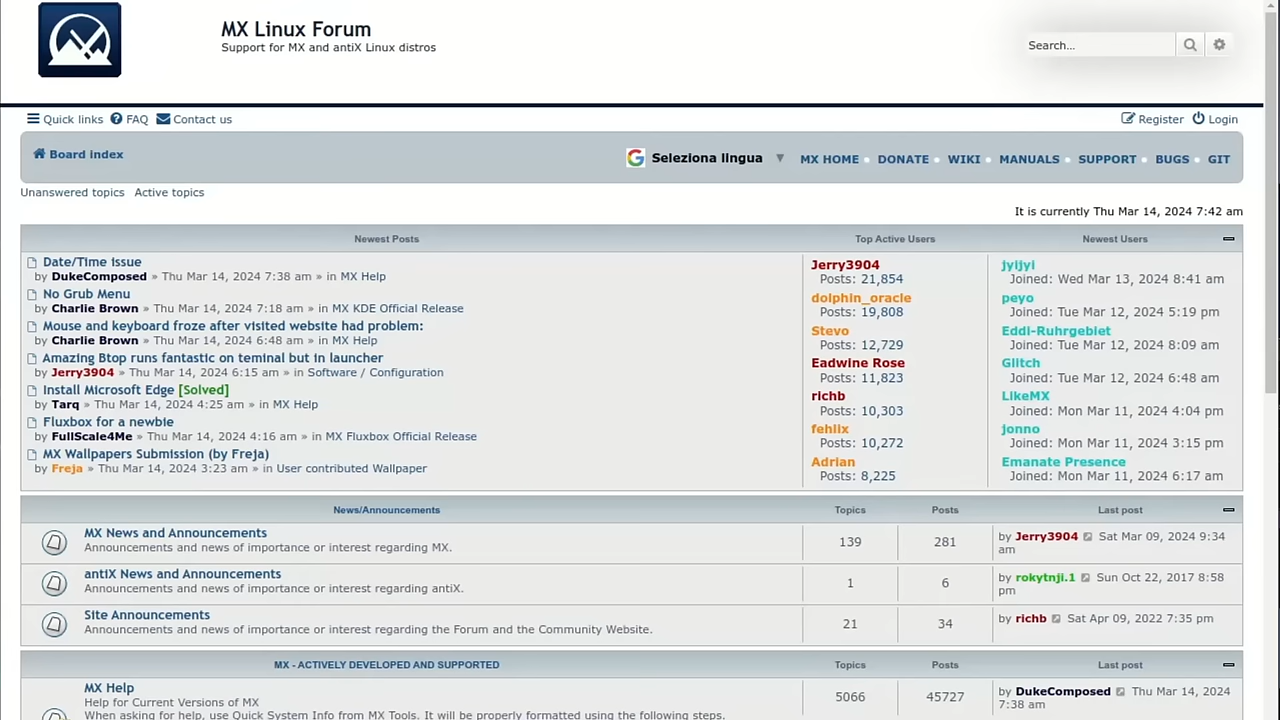 MX Linux Forum
Support for MX and antiX Linux distros
Search...
Quick links FAQ Contact us
Register Login
Board index
Seleziona lingua ▼ MX HOME DONATE WIKI MANUALS SUPPORT BUGS GIT
Unanswered topics Active topics
It is currently Thu Mar 14, 2024 7:42 am
Newest Posts
Date/Time issue
by DukeComposed » Thu Mar 14, 2024 7:38 am » in MX Help
No Grub Menu
by Charlie Brown » Thu Mar 14, 2024 7:18 am » in MX KDE Official Release
Mouse and keyboard froze after visited website had problem:
by Charlie Brown » Thu Mar 14, 2024 6:48 am » in MX Help
Amazing Btop runs fantastic on teminal but in launcher
by Jerry3904 » Thu Mar 14, 2024 6:15 am » in Software / Configuration
Install Microsoft Edge [Solved]
by Tarq » Thu Mar 14, 2024 4:25 am » in MX Help
Fluxbox for a newbie
by FullScale4Me » Thu Mar 14, 2024 4:16 am » in MX Fluxbox Official Release
MX Wallpapers Submission (by Freja)
by Freja » Thu Mar 14, 2024 3:23 am » in User contributed Wallpaper
Top Active Users
Jerry3904
Posts: 21,854
dolphin_oracle
Posts: 19,808
Stevo
Posts: 12,729
Eadwine Rose
Posts: 11,823
richb
Posts: 10,303
fehlix
Posts: 10,272
Adrian
Posts: 8,225
Newest Users
jyijyi
Joined: Wed Mar 13, 2024 8:41 am
peyo
Joined: Tue Mar 12, 2024 5:19 pm
Eddi-Ruhrgebiet
Joined: Tue Mar 12, 2024 8:09 am
Glitch
Joined: Tue Mar 12, 2024 6:48 am
LikeMX
Joined: Mon Mar 11, 2024 4:04 pm
jonno
Joined: Mon Mar 11, 2024 3:15 pm
Emanate Presence
Joined: Mon Mar 11, 2024 6:17 am
News/Announcements Topics Posts Last post
MX News and Announcements
Announcements and news of importance or interest regarding MX.
139 281
by Jerry3904 Sat Mar 09, 2024 9:34
am
antiX News and Announcements
Announcements and news of importance or interest regarding antiX.
1 6
by rokytnji.1 Sun Oct 22, 2017 8:58
pm
Site Announcements
Announcements and news of importance or interest regarding the Forum and the Community Website.
21 34
by richb Sat Apr 09, 2022 7:35 pm
MX - ACTIVELY DEVELOPED AND SUPPORTED Topics Posts Last post
MX Help
Help for Current Versions of MX
When asking for help, use Quick System Info from MX Tools. It will be properly formatted using the following steps.
5066 45727
by DukeComposed Thu Mar 14, 2024
7:38 am